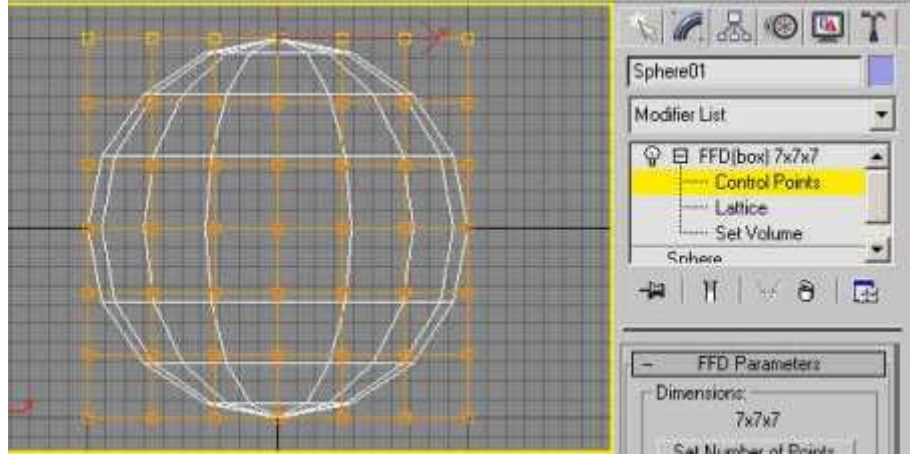 Sphere01
Modifier List
FFD(box) 7x7x7
Control Points
Lattice
Set Volume
Sphere
FFD Parameters
Dimensions:
7x7x7
Set Number of Points